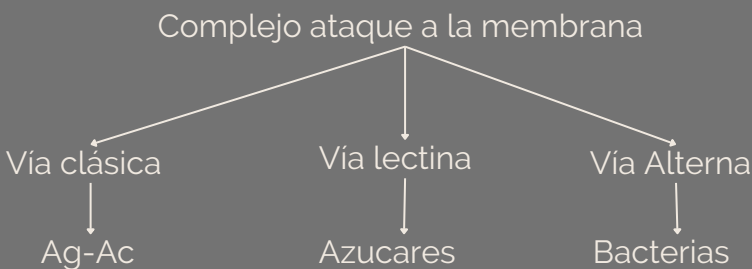 Complejo ataque a la membrana
Vía clásica
Vía lectina
Vía Alterna
Ag-Ac
Azucares
Bacterias